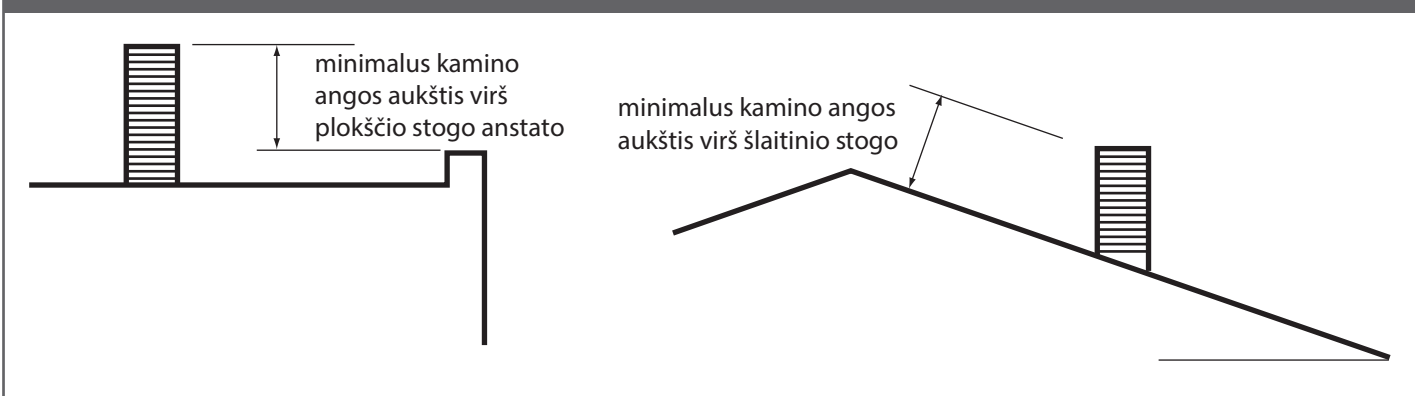 minimalus kamino
angos aukštis virš
plokščio stogo anstato
minimalus kamino angos
aukštis virš šlaitinio stogo